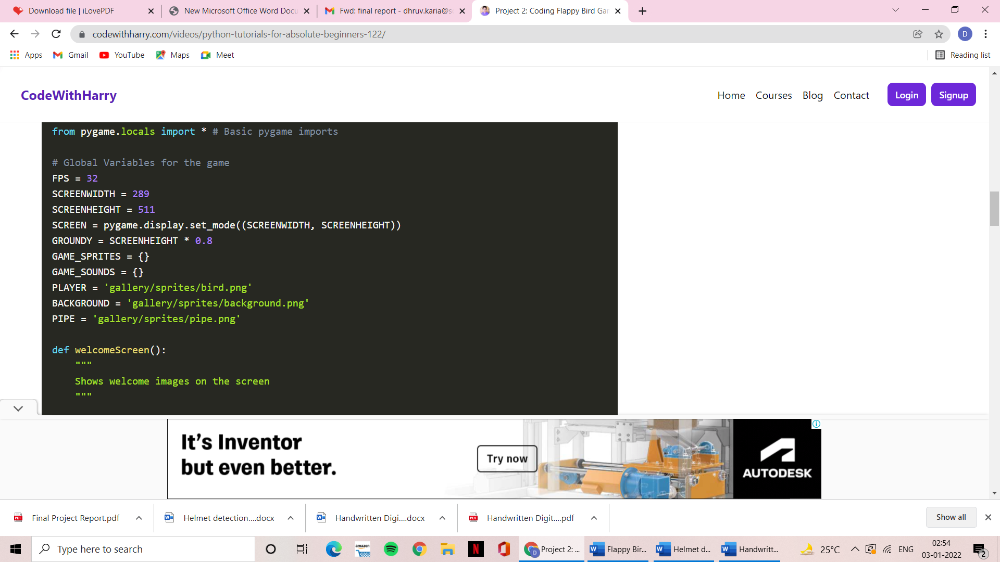 Download file | iLovePDF
New Microsoft Office Word Docu
Fwd: final report - dhruv.karia@s
Project 2: Coding Flappy Bird Gar
codewithharry.com/videos/python-tutorials-for-absolute-beginners-122/
D
Apps
Gmail
YouTube
Maps
Meet
Reading list
CodeWithHarry
Home
Courses
Blog
Contact
Login
Signup
from pygame.locals import * # Basic pygame imports
# Global Variables for the game
FPS = 32
SCREENWIDTH = 289
SCREENHEIGHT = 511
SCREEN = pygame.display.set_mode((SCREENWIDTH, SCREENHEIGHT))
GROUNDY = SCREENHEIGHT * 0.8
GAME_SPRITES = {}
GAME_SOUNDS = {}
PLAYER = 'gallery/sprites/bird.png'
BACKGROUND = 'gallery/sprites/background.png'
PIPE = 'gallery/sprites/pipe.png'
def welcomeScreen():
"""
Shows welcome images on the screen
"""
It's Inventor
but even better.
Try now
AUTODESK
Final Project Report.pdf
Helmet detection....docx
Handwritten Digi....docx
Handwritten Digit....pdf
Show all
Type here to search
amazon
Project 2: ...
Flappy Bir...
Helmet d...
Handwritt...
25°C
ENG
02:54
03-01-2022
2